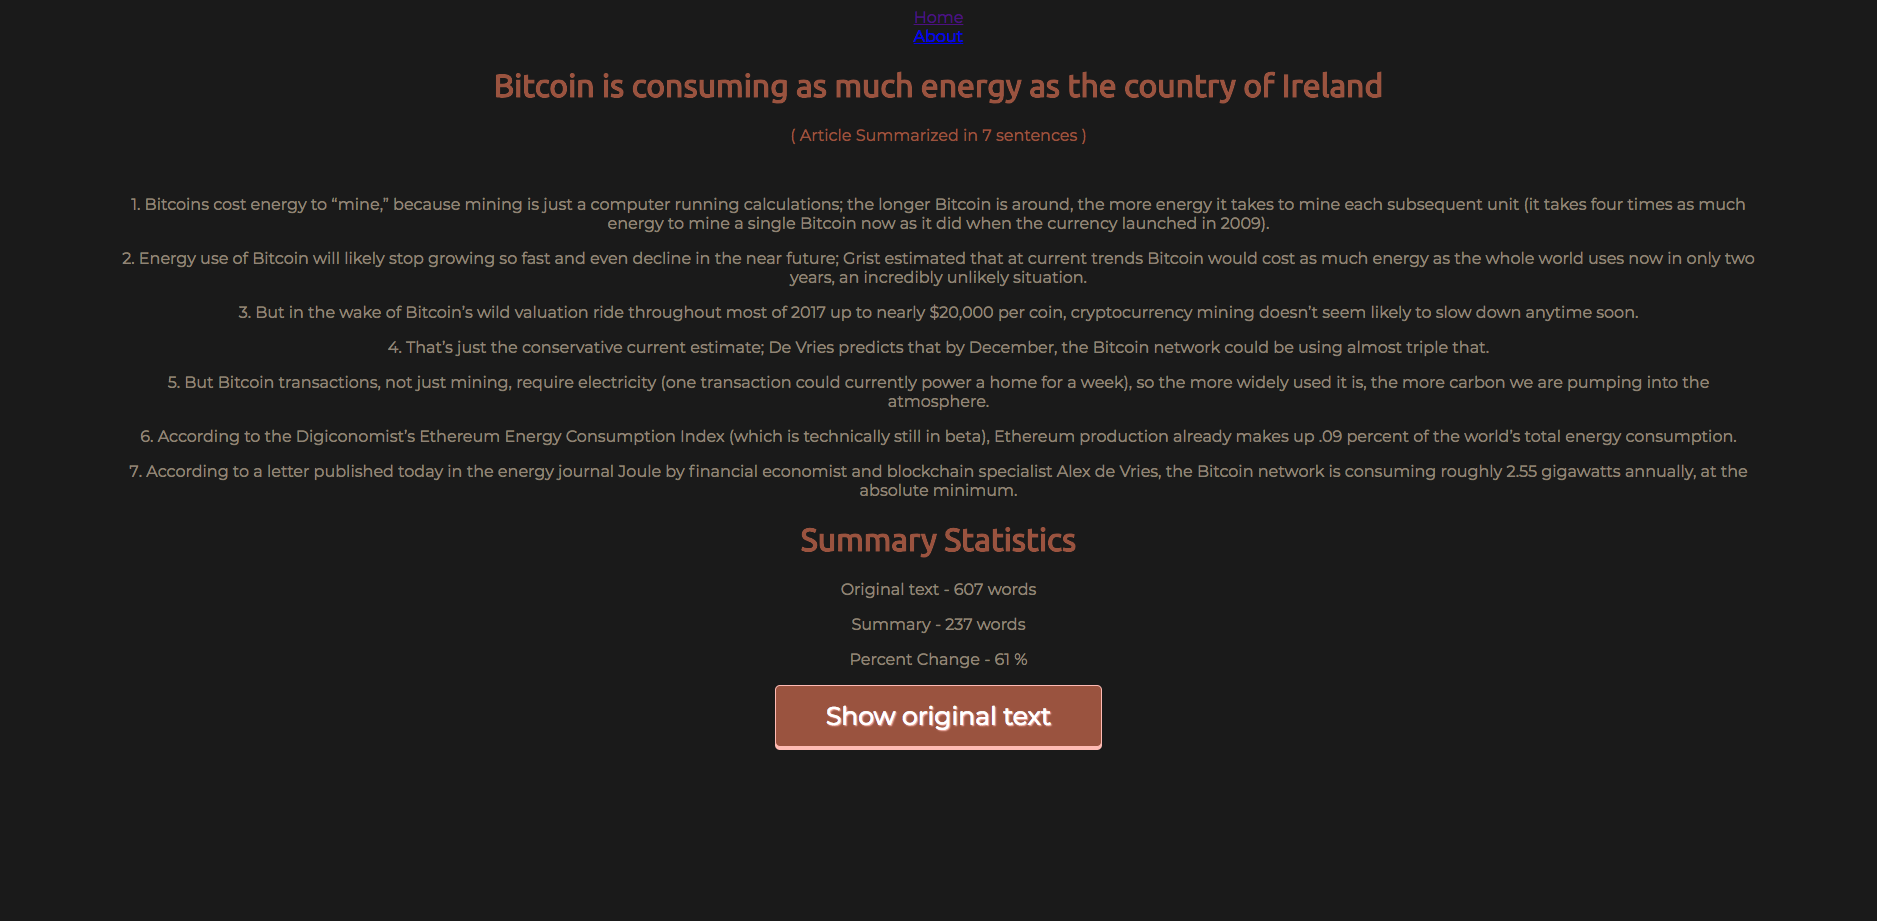 Home
About
Bitcoin is consuming as much energy as the country of Ireland
( Article Summarized in 7 sentences )
1. Bitcoins cost energy to “mine,” because mining is just a computer running calculations; the longer Bitcoin is around, the more energy it takes to mine each subsequent unit (it takes four times as much
energy to mine a single Bitcoin now as it did when the currency launched in 2009).
2. Energy use of Bitcoin will likely stop growing so fast and even decline in the near future; Grist estimated that at current trends Bitcoin would cost as much energy as the whole world uses now in only two
years, an incredibly unlikely situation.
3. But in the wake of Bitcoin’s wild valuation ride throughout most of 2017 up to nearly $20,000 per coin, cryptocurrency mining doesn’t seem likely to slow down anytime soon.
4. That’s just the conservative current estimate; De Vries predicts that by December, the Bitcoin network could be using almost triple that.
5. But Bitcoin transactions, not just mining, require electricity (one transaction could currently power a home for a week), so the more widely used it is, the more carbon we are pumping into the
atmosphere.
6. According to the Digiconomist’s Ethereum Energy Consumption Index (which is technically still in beta), Ethereum production already makes up .09 percent of the world’s total energy consumption.
7. According to a letter published today in the energy journal Joule by financial economist and blockchain specialist Alex de Vries, the Bitcoin network is consuming roughly 2.55 gigawatts annually, at the
absolute minimum.
Summary Statistics
Original text - 607 words
Summary - 237 words
Percent Change - 61 %
Show original text